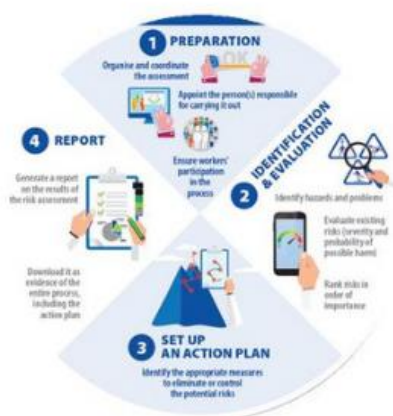 1 PREPARATION
Organise and coordinate
the assessment
OK
Appoint the person(s) responsible
for carrying it out
Ensure workers'
participation
in the
process
2 IDENTIFICATION
& EVALUATION
Identify hazards and problems
Evaluate existing
risks (severity and
probability of
possible harm)
Rank risks in
order of
importance
3 SET UP
AN ACTION PLAN
Identify the appropriate measures
to eliminate or control
the potential risks
4 REPORT
Generate a report
on the results of
the risk assessment
Download it as
evidence of the
entire process,
including the
action plan